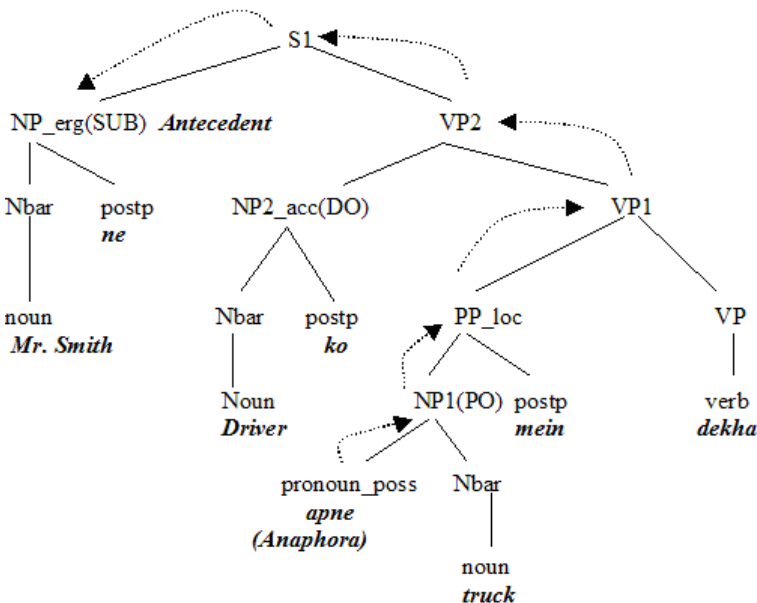 S1
NP_erg(SUB) Antecedent VP2
Nbar postp NP2_acc(DO) VP1
ne
noun Nbar postp PP_loc VP
Mr. Smith ko
Noun NP1(PO) postp verb
Driver mein dekha
pronoun_poss Nbar
apne
(Anaphora)
noun
truck